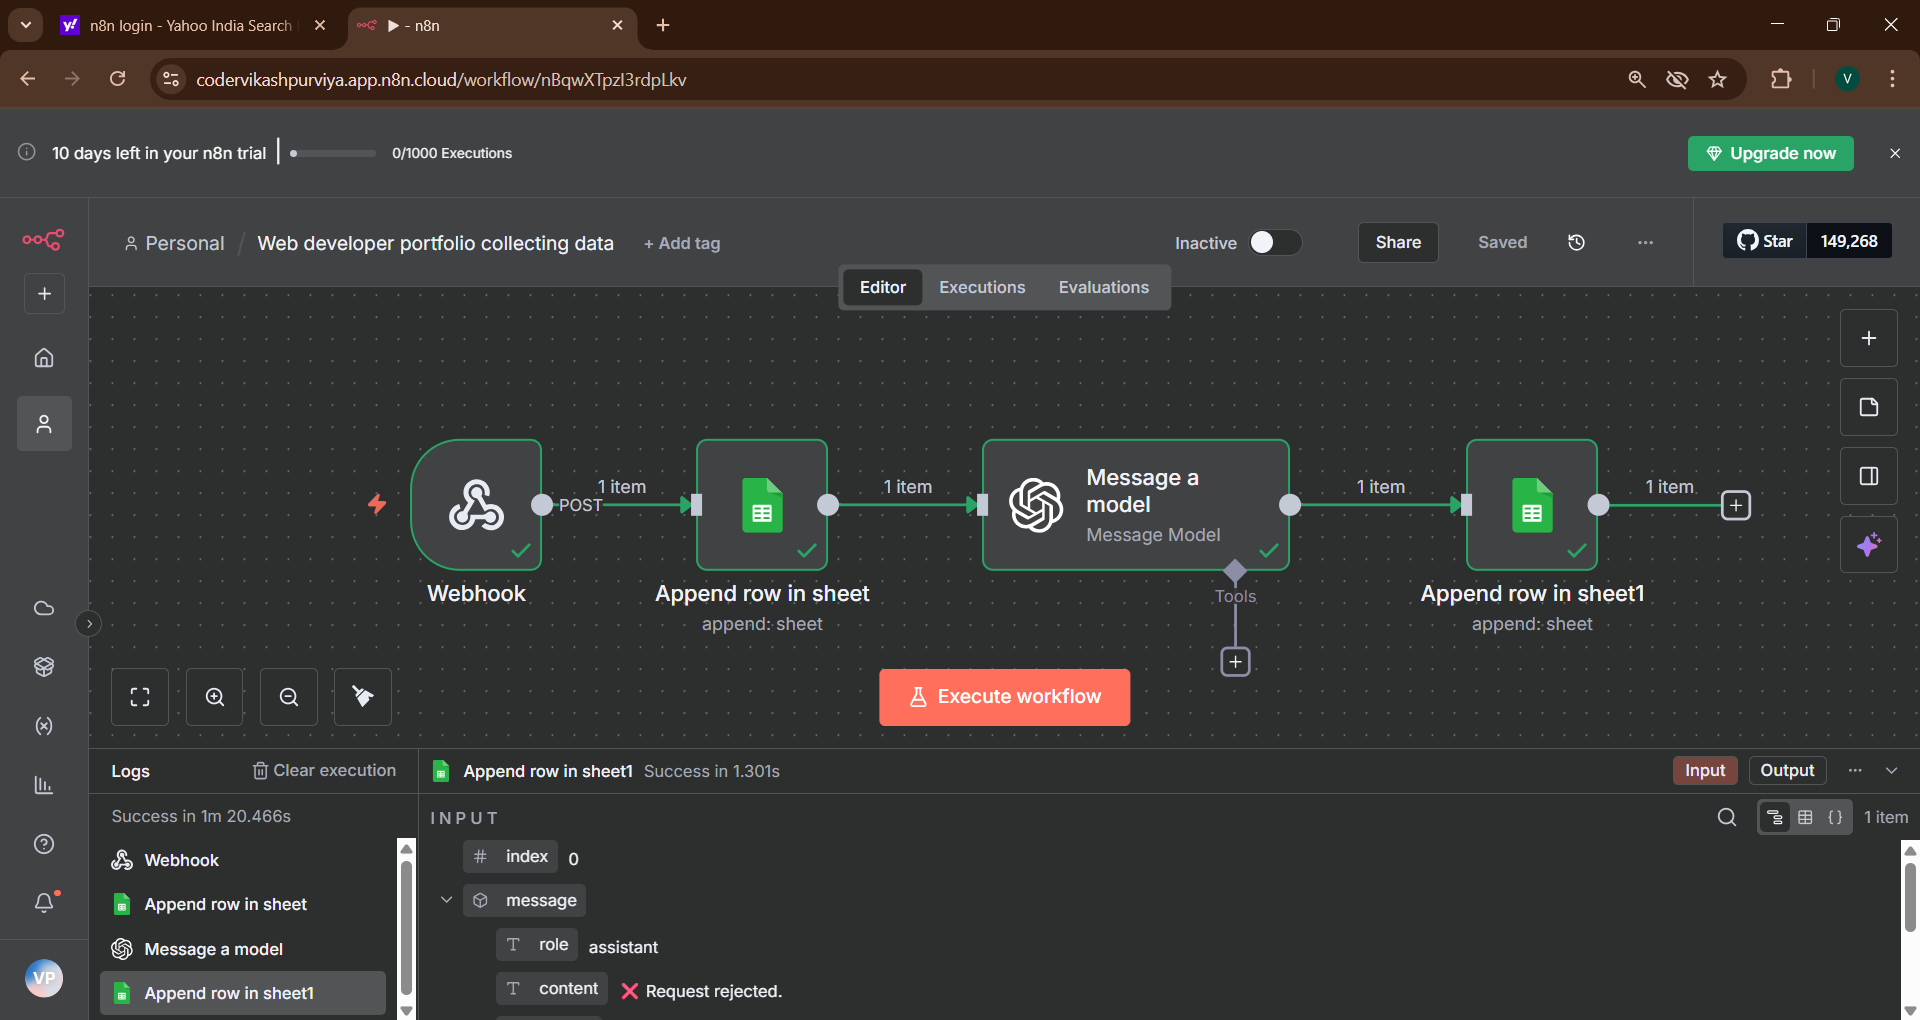 n8n login - Yahoo India Search
▶ - n8n
codervikashpurviya.app.n8n.cloud/workflow/nBqwXTpzI3rdpLkv
V
10 days left in your n8n trial
0/1000 Executions
Upgrade now
Personal / Web developer portfolio collecting data + Add tag
Inactive
Share
Saved
Star 149,268
Editor Executions Evaluations
POST
1 item
1 item
Message a
model
Message Model
1 item
1 item
Webhook
Append row in sheet
append: sheet
Tools
Append row in sheet1
append: sheet
Execute workflow
Logs
Clear execution
Append row in sheet1 Success in 1.301s
Input
Output
Success in 1m 20.466s
INPUT
1 item
Webhook
# index 0
Append row in sheet
message
Message a model
T role assistant
Append row in sheet1
T content ❌ Request rejected.
VP